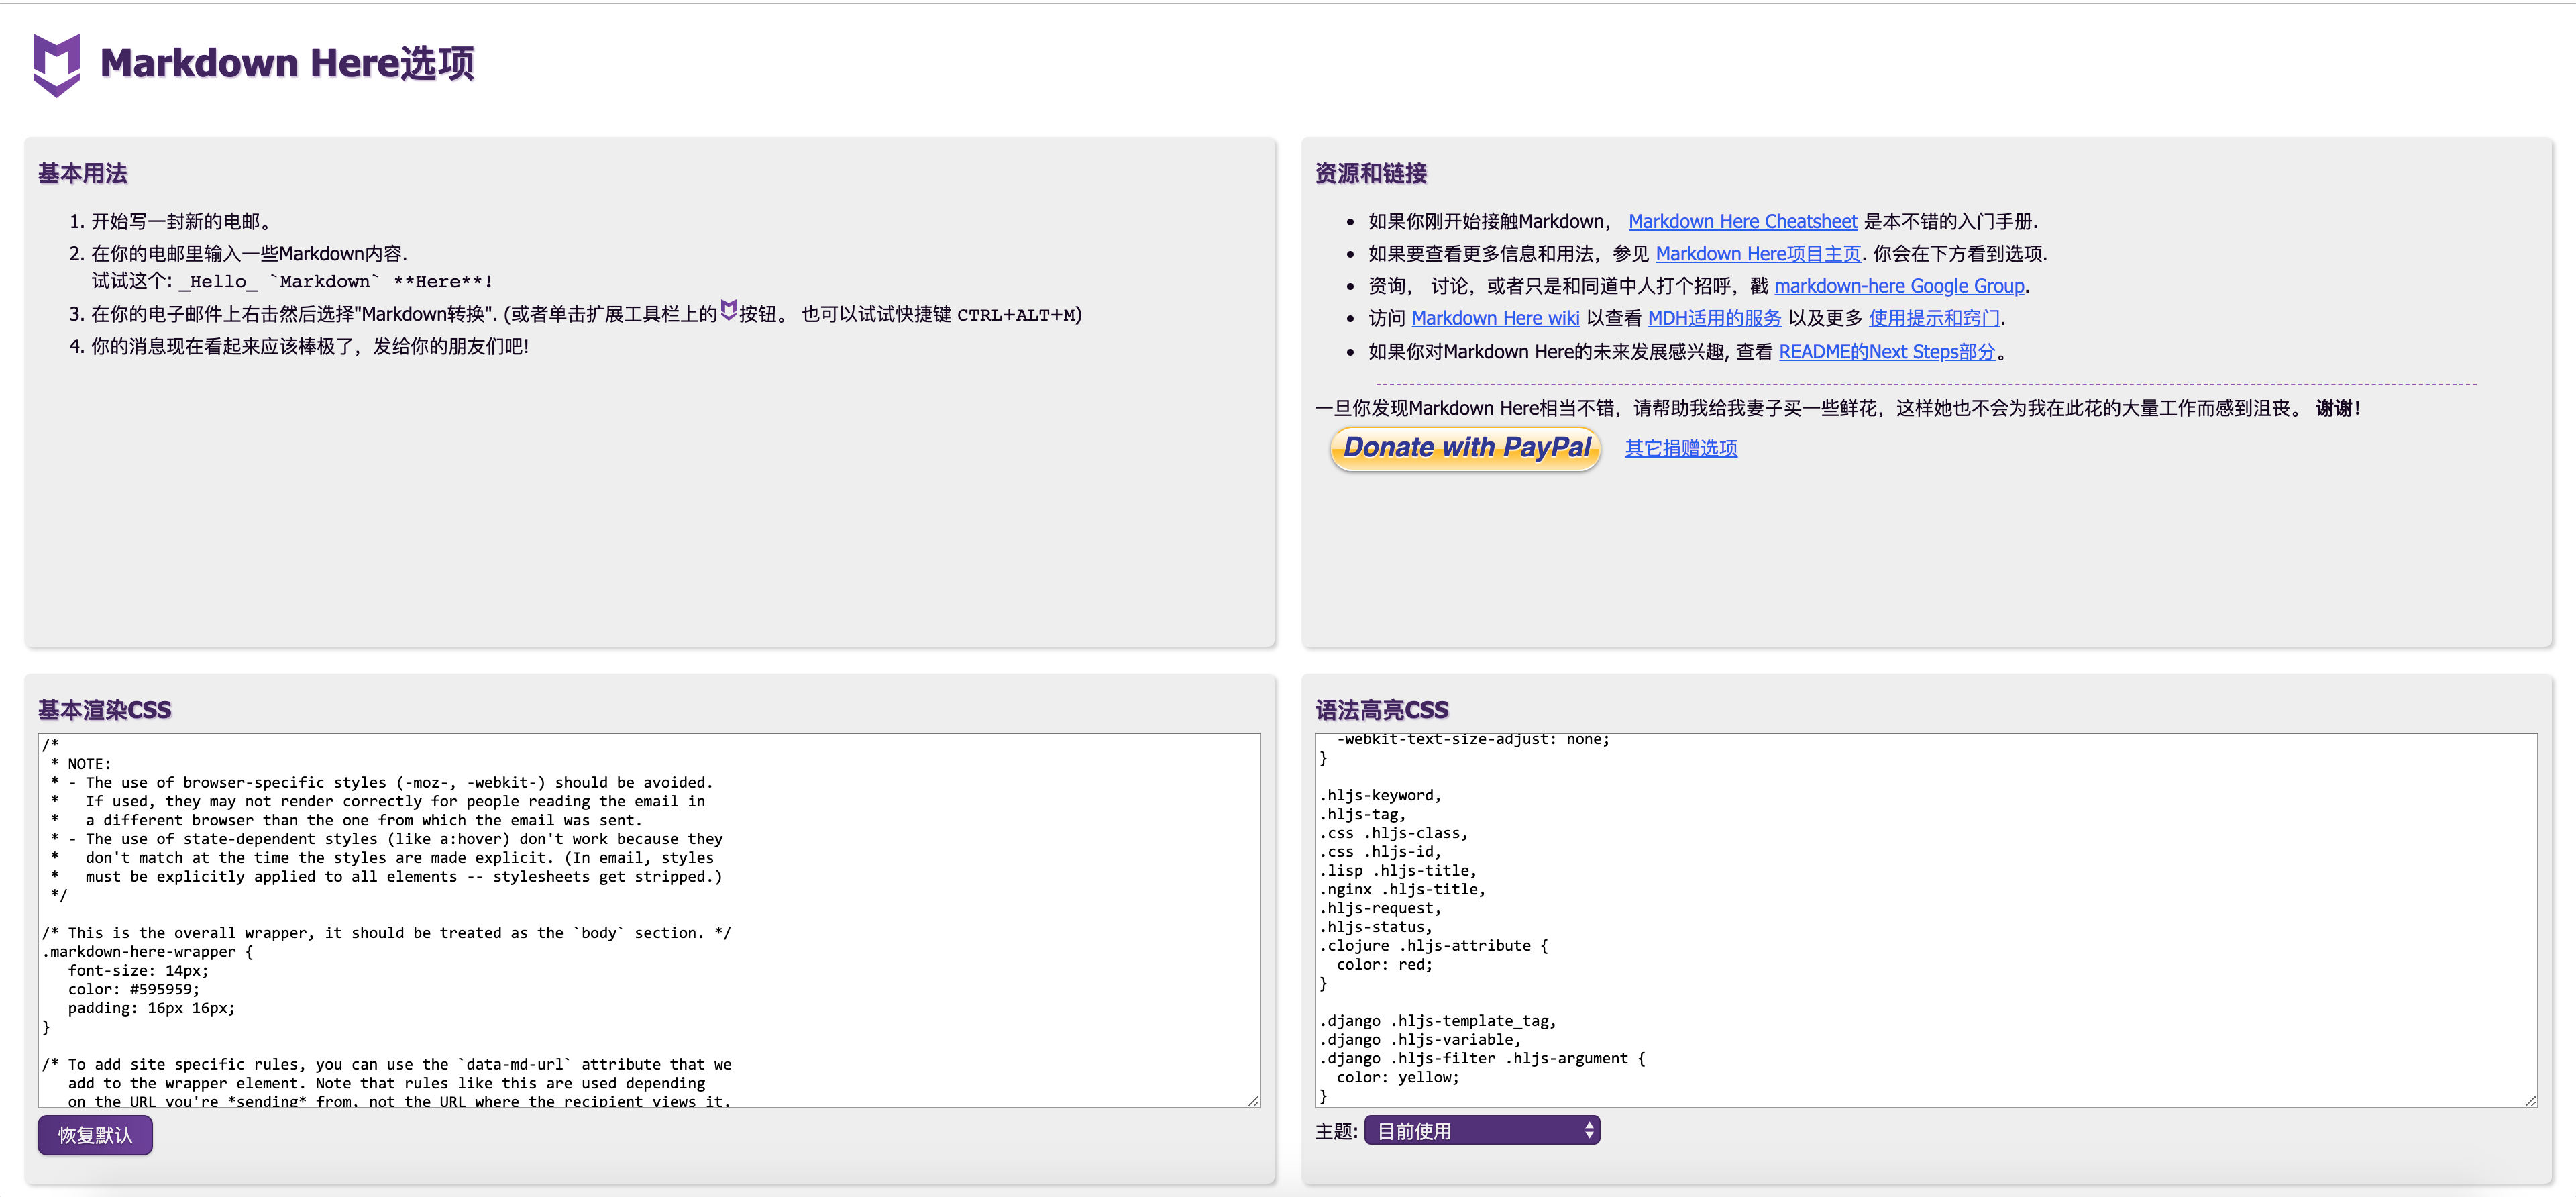 Markdown Here选项
基本用法
1. 开始写一封新的电邮。
2. 在你的电邮里输入一些Markdown内容.
试试这个: _Hello_ `Markdown` **Here**!
3. 在你的电子邮件上右击然后选择"Markdown转换". (或者单击扩展工具栏上的按钮。 也可以试试快捷键 CTRL+ALT+M)
4. 你的消息现在看起来应该棒极了，发给你的朋友们吧!
资源和链接
• 如果你刚开始接触Markdown， Markdown Here Cheatsheet 是本不错的入门手册.
• 如果要查看更多信息和用法，参见 Markdown Here项目主页. 你会在下方看到选项.
• 资询， 讨论，或者只是和同道中人打个招呼，戳 markdown-here Google Group.
• 访问 Markdown Here wiki 以查看 MDH适用的服务 以及更多 使用提示和窍门.
• 如果你对Markdown Here的未来发展感兴趣, 查看 README的Next Steps部分。
一旦你发现Markdown Here相当不错，请帮助我给我妻子买一些鲜花，这样她也不会为我在此花的大量工作而感到沮丧。 谢谢！
Donate with PayPal 其它捐赠选项
基本渲染CSS
/*
 * NOTE:
 * - The use of browser-specific styles (-moz-, -webkit-) should be avoided.
 *   If used, they may not render correctly for people reading the email in
 *   a different browser than the one from which the email was sent.
 * - The use of state-dependent styles (like a:hover) don't work because they
 *   don't match at the time the styles are made explicit. (In email, styles
 *   must be explicitly applied to all elements -- stylesheets get stripped.)
 */
/* This is the overall wrapper, it should be treated as the `body` section. */
.markdown-here-wrapper {
   font-size: 14px;
   color: #595959;
   padding: 16px 16px;
}
/* To add site specific rules, you can use the `data-md-url` attribute that we
   add to the wrapper element. Note that rules like this are used depending
   on the URL you're *sending* from, not the URL where the recipient views it.
恢复默认
语法高亮CSS
  -webkit-text-size-adjust: none;
}
.hljs-keyword,
.hljs-tag,
.css .hljs-class,
.css .hljs-id,
.lisp .hljs-title,
.nginx .hljs-title,
.hljs-request,
.hljs-status,
.clojure .hljs-attribute {
  color: red;
}
.django .hljs-template_tag,
.django .hljs-variable,
.django .hljs-filter .hljs-argument {
  color: yellow;
}
主题: 目前使用